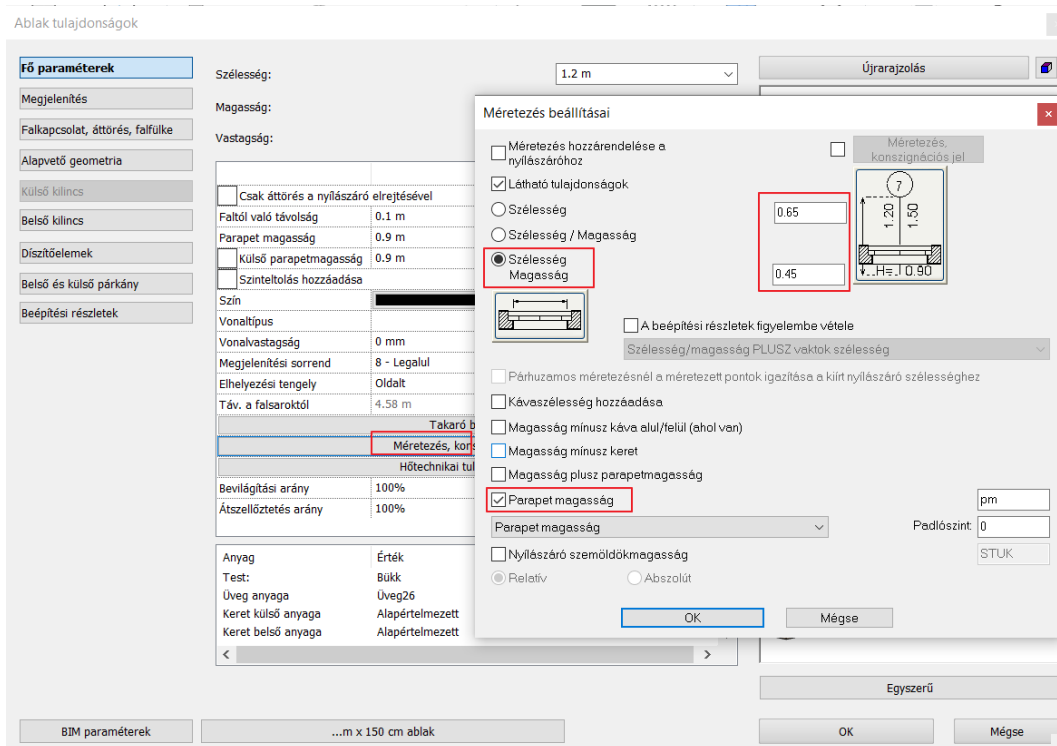 Ablak tulajdonságok
Fő paraméterek
Megjelenítés
Falkapcsolat, áttörés, falfülke
Alapvető geometria
Külső kilincs
Belső kilincs
Díszítőelemek
Belső és külső párkány
Beépítési részletek
Szélesség:
1.2 m
Magasság:
Vastagság:
Újrarajzolás
Csak áttörés a nyílászáró elrejtésével
Faltól való távolság 0.1 m
Parapet magasság 0.9 m
Külső parapetmagasság 0.9 m
Szinteltolás hozzáadása
Szín
Vonaltípus
Vonalvastagság 0 mm
Megjelenítési sorrend 8 - Legalul
Elhelyezési tengely Oldalt
Táv. a falsaroktól 4.58 m
Takaró b
Méretezés, kons
Hőtechnikai tul
Bevilágítási arány 100%
Átszellőztetés arány 100%
Anyag Érték
Test: Bükk
Üveg anyaga Üveg26
Keret külső anyaga Alapértelmezett
Keret belső anyaga Alapértelmezett
Méretezés beállításai
Méretezés hozzárendelése a
nyílászáróhoz
Méretezés,
konszignációs jel
Látható tulajdonságok
Szélesség
Szélesség / Magasság
Szélesség
Magasság
0.65
0.45
7
1.20
1.50
H= 0.90
A beépítési részletek figyelembe vétele
Szélesség/magasság PLUSZ vaktok szélesség
Párhuzamos méretezésnél a méretezett pontok igazítása a kiírt nyílászáró szélességhez
Kávaszélesség hozzáadása
Magasság mínusz káva alul/felül (ahol van)
Magasság mínusz keret
Magasság plusz parapetmagasság
Parapet magasság pm
Parapet magasság Padlószint: 0
Nyílászáró szemöldökmagasság STUK
Relatív Abszolút
OK Mégse
Egyszerű
BIM paraméterek
...m x 150 cm ablak
OK Mégse